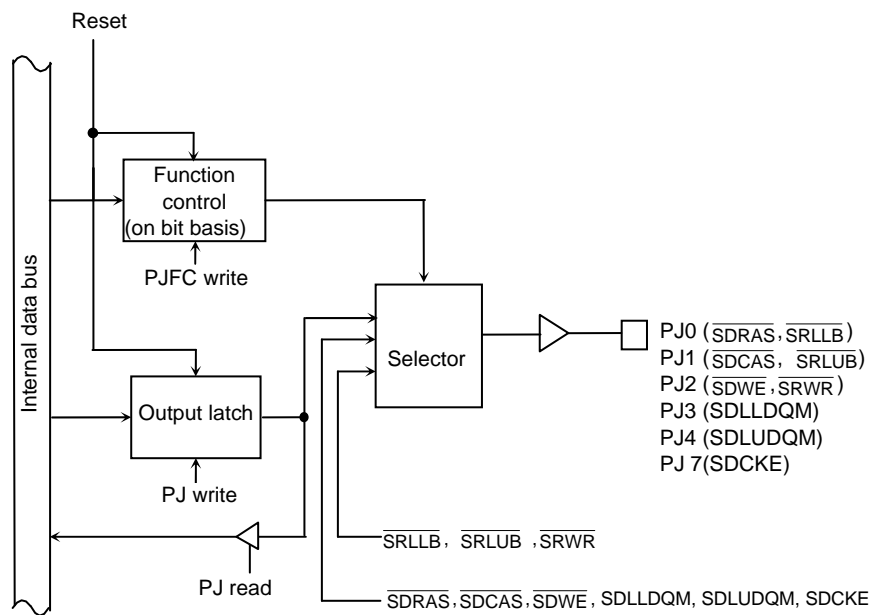 Reset
Internal data bus
Function
control
(on bit basis)
PJFC write
Selector
Output latch
PJ write
PJ read
PJ0 (SDRAS,SRLLB)
PJ1 (SDCAS, SRLUB)
PJ2 (SDWE,SRWR)
PJ3 (SDLLDQM)
PJ4 (SDLUDQM)
PJ 7(SDCKE)
SRLLB, SRLUB ,SRWR
SDRAS,SDCAS,SDWE, SDLLDQM, SDLUDQM, SDCKE